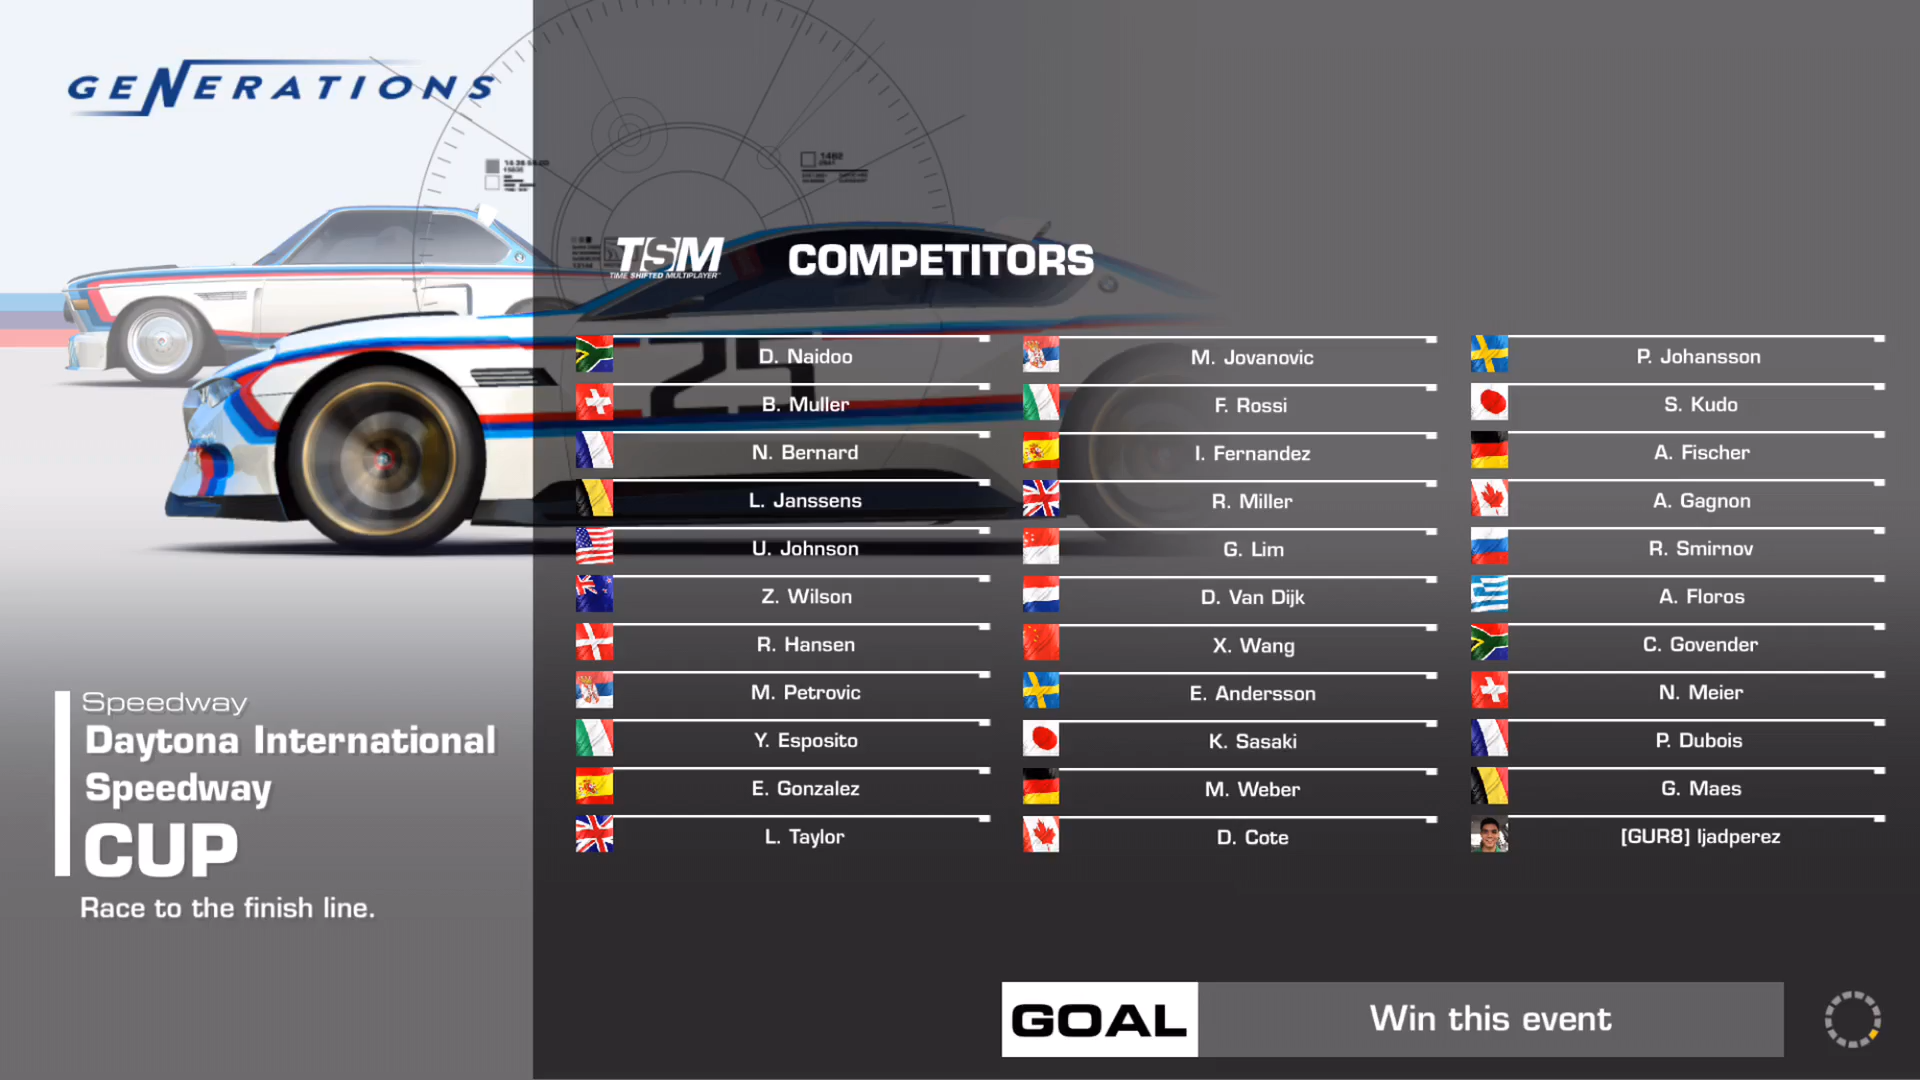 GENERATIONS
1482
TSM
TIME SHIFTED MULTIPLAYER
COMPETITORS
25
D. Naidoo
B. Muller
N. Bernard
L. Janssens
U. Johnson
Z. Wilson
R. Hansen
M. Petrovic
Y. Esposito
E. Gonzalez
L. Taylor
M. Jovanovic
F. Rossi
I. Fernandez
R. Miller
G. Lim
D. Van Dijk
X. Wang
E. Andersson
K. Sasaki
M. Weber
D. Cote
P. Johansson
S. Kudo
A. Fischer
A. Gagnon
R. Smirnov
A. Floros
C. Govender
N. Meier
P. Dubois
G. Maes
[GUR8] ljadperez
Speedway
Daytona International
Speedway
CUP
Race to the finish line.
GOAL
Win this event